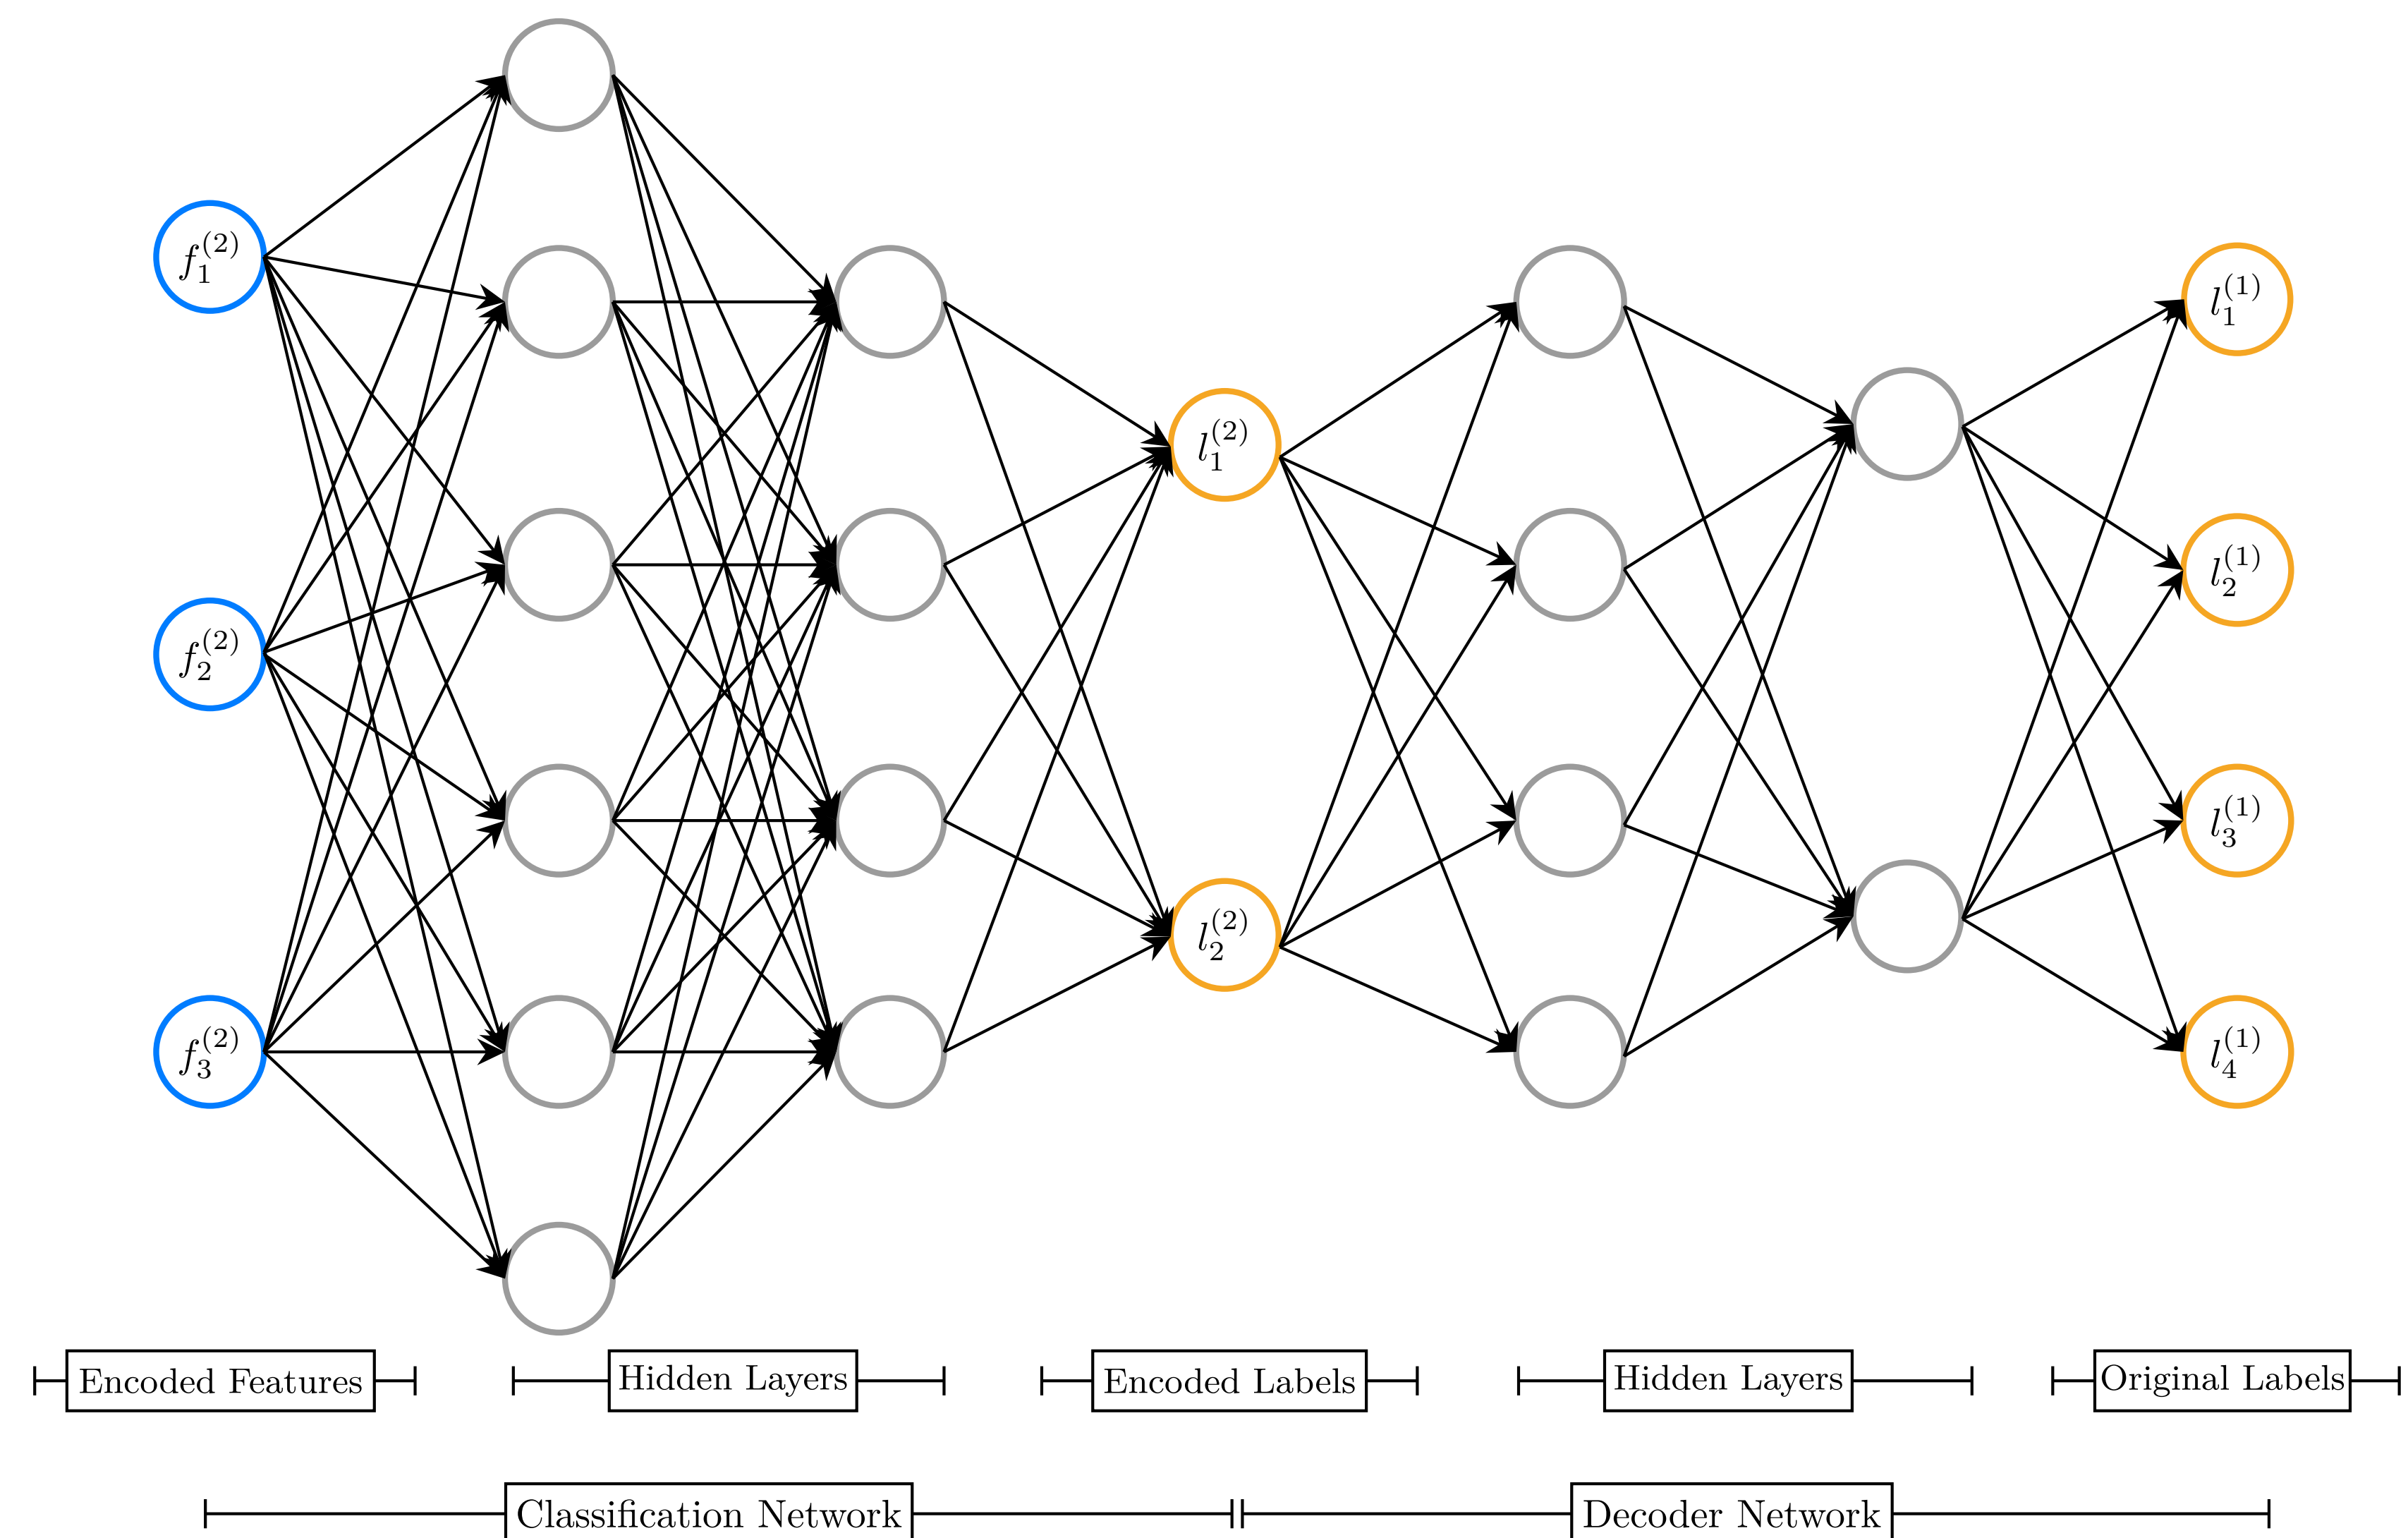 f_1^{(2)}
f_2^{(2)}
f_3^{(2)}
l_1^{(2)}
l_2^{(2)}
l_1^{(1)}
l_2^{(1)}
l_3^{(1)}
l_4^{(1)}
Encoded Features
Hidden Layers
Encoded Labels
Hidden Layers
Original Labels
Classification Network
Decoder Network